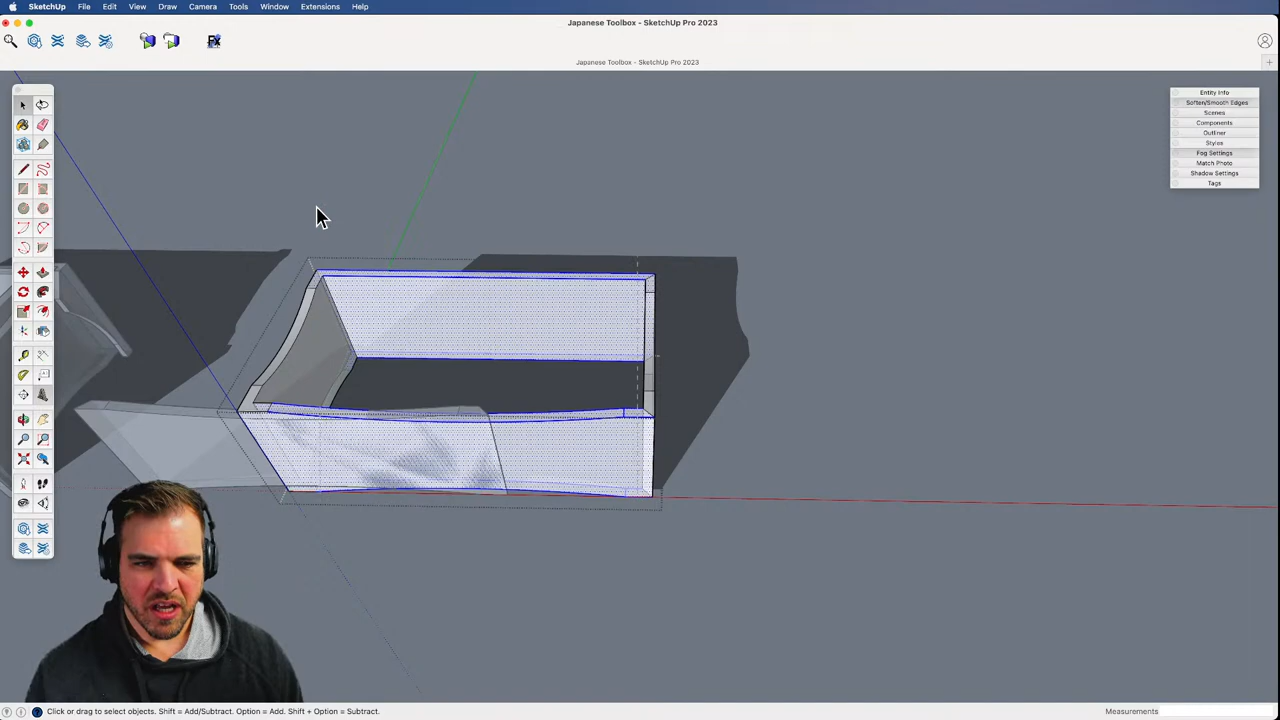 SketchUp File Edit View Draw Camera Tools Window Extensions Help
Japanese Toolbox - SketchUp Pro 2023
Japanese Toolbox - SketchUp Pro 2023
Entity Info
Soften/Smooth Edges
Scenes
Components
Outliner
Styles
Fog Settings
Match Photo
Shadow Settings
Tags
Click or drag to select objects. Shift = Add/Subtract. Option = Add. Shift + Option = Subtract.
Measurements